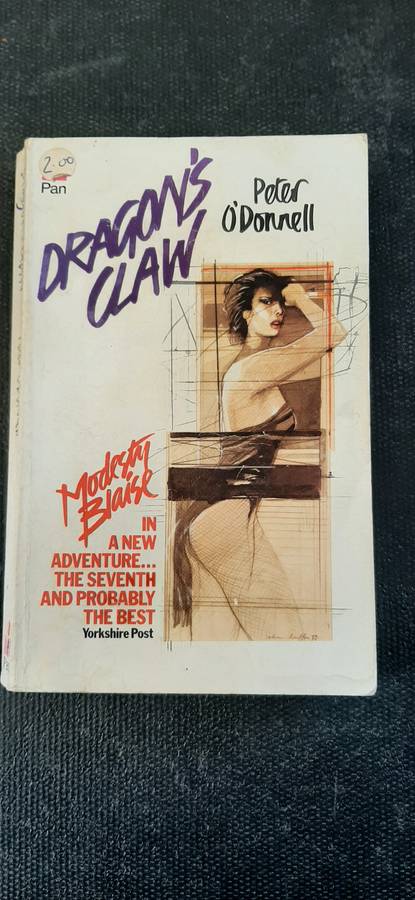 2.00
Pan
DRAGON'S
CLAW
Peter
O'Donnell
Modesty
Blaise
IN
A NEW
ADVENTURE...
THE SEVENTH
AND PROBABLY
THE BEST
Yorkshire Post